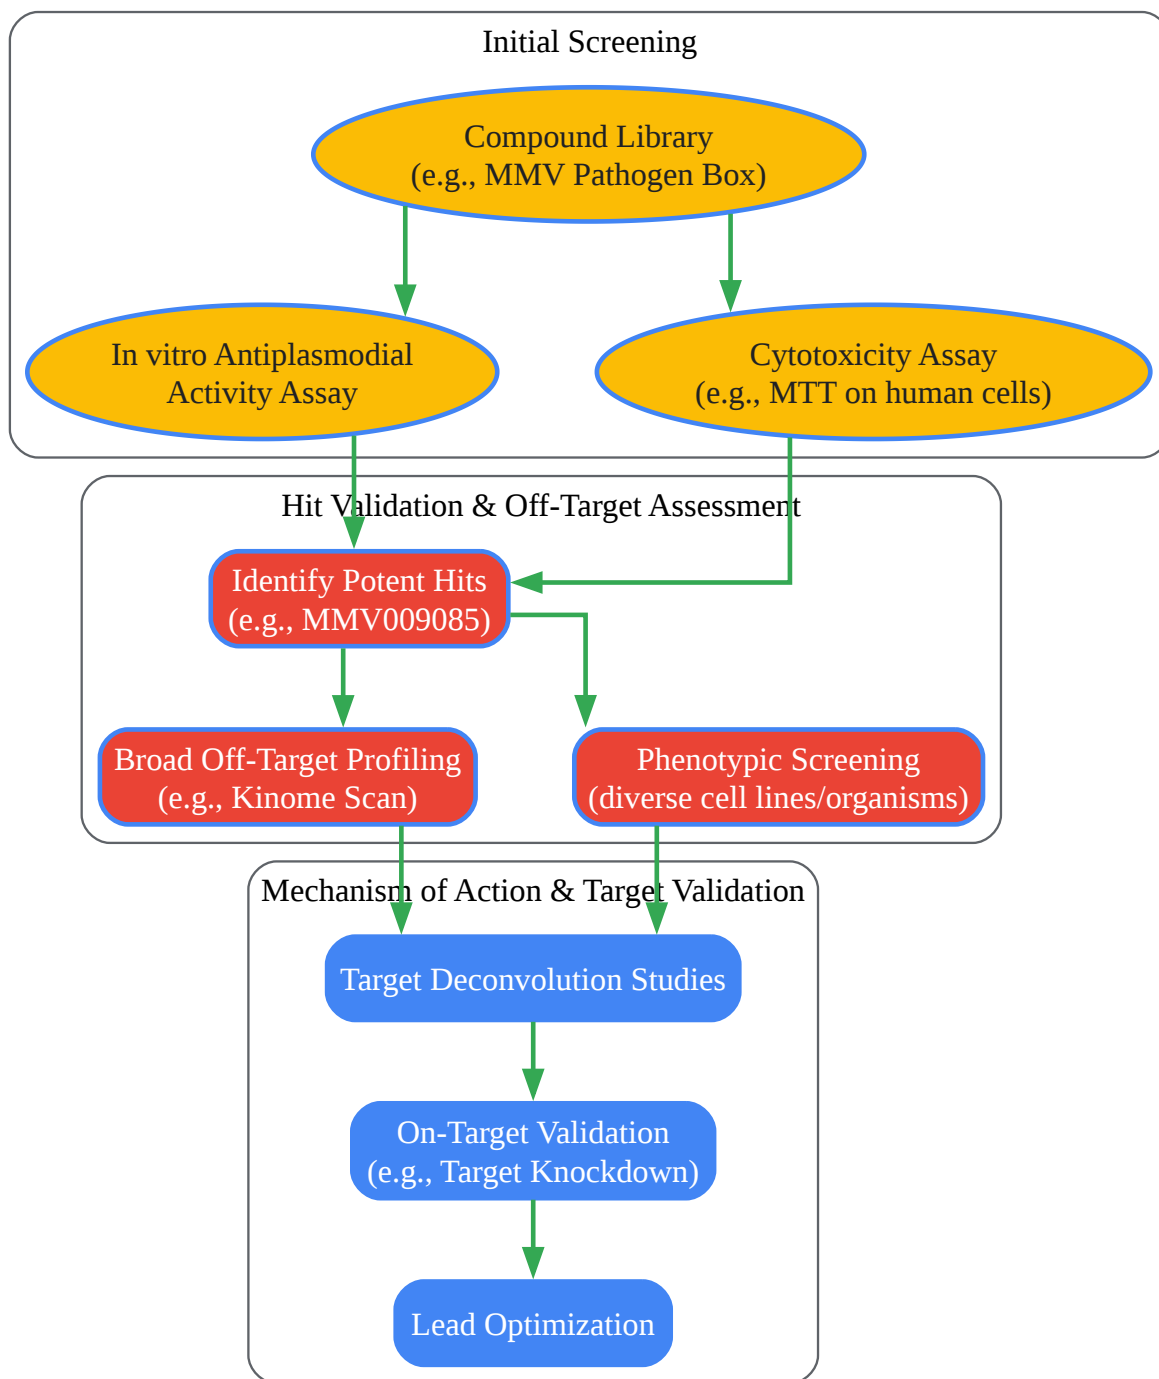 Initial Screening
Compound Library
(e.g., MMV Pathogen Box)
In vitro Antiplasmodial
Activity Assay
Cytotoxicity Assay
(e.g., MTT on human cells)
Hit Validation & Off-Target Assessment
Identify Potent Hits
(e.g., MMV009085)
Broad Off-Target Profiling
(e.g., Kinome Scan)
Phenotypic Screening
(diverse cell lines/organisms)
Mechanism of Action & Target Validation
Target Deconvolution Studies
On-Target Validation
(e.g., Target Knockdown)
Lead Optimization